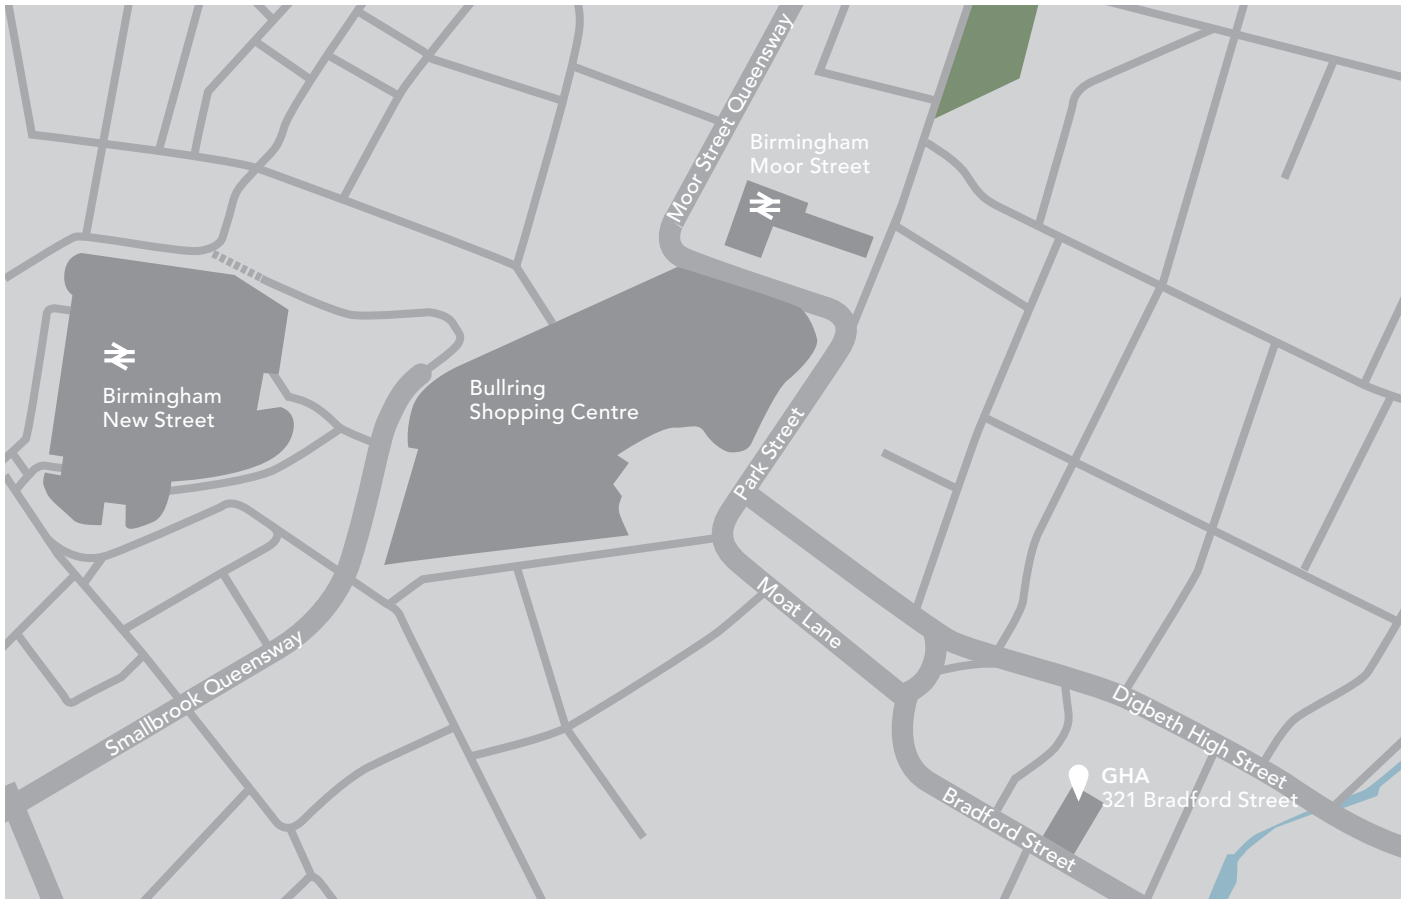 Moor Street Queensway
Birmingham
Moor Street
Birmingham
New Street
Bullring
Shopping Centre
Park Street
Moat Lane
Smallbrook Queensway
Digbeth High Street
GHA
321 Bradford Street
Bradford Street